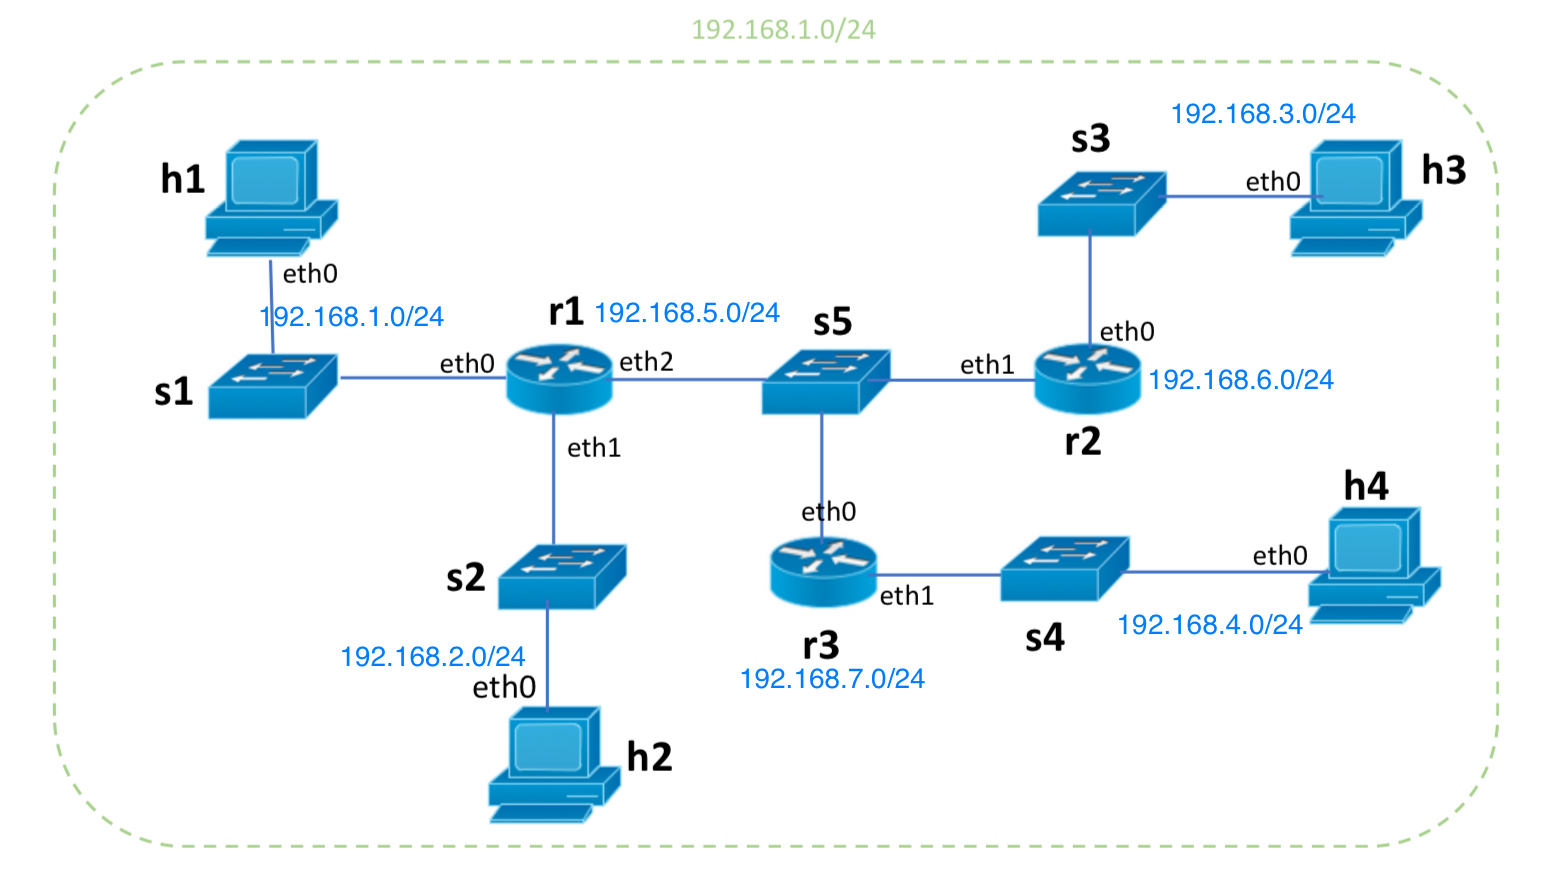 192.168.1.0/24
s3
192.168.3.0/24
h1
eth0
h3
eth0
192.168.1.0/24
r1
192.168.5.0/24
s5
eth0
s1
eth0
eth2
eth1
192.168.6.0/24
eth1
r2
h4
eth0
s2
eth0
eth1
r3
s4
192.168.4.0/24
192.168.2.0/24
192.168.7.0/24
eth0
h2